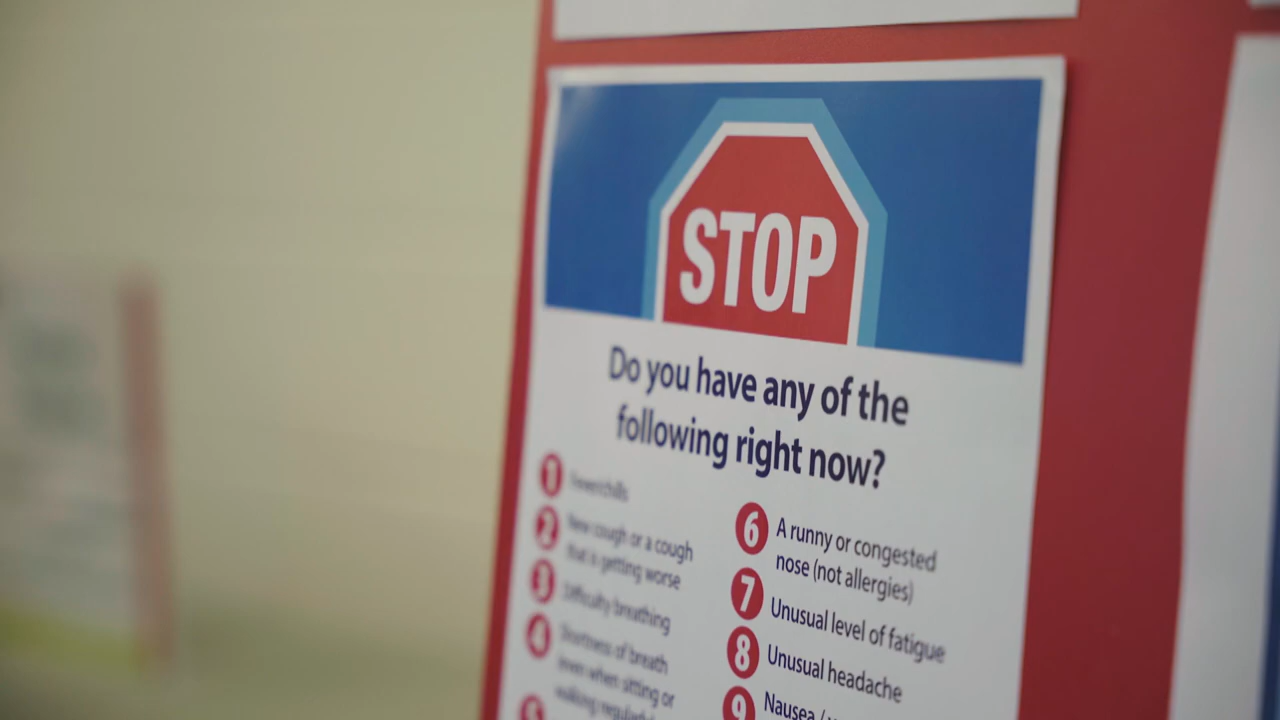 STOP
Do you have any of the
following right now?
1 Fever/chills
2 New cough or a cough
that is getting worse
3 Difficulty breathing
4 Shortness of breath
(even when sitting or
walking regularly)
5
6 A runny or congested
nose (not allergies)
7 Unusual level of fatigue
8 Unusual headache
9 Nausea /